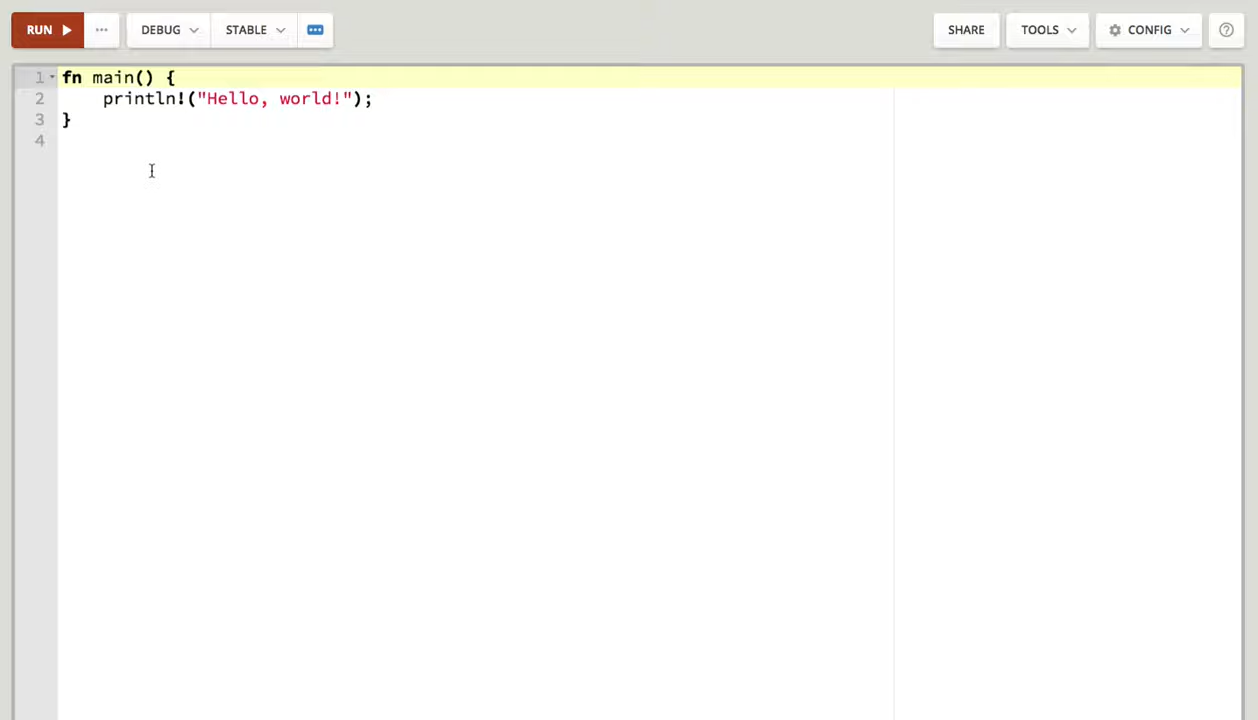 RUN ··· DEBUG STABLE ··· SHARE TOOLS CONFIG ?
1 fn main() {
2     println!("Hello, world!");
3 }
4